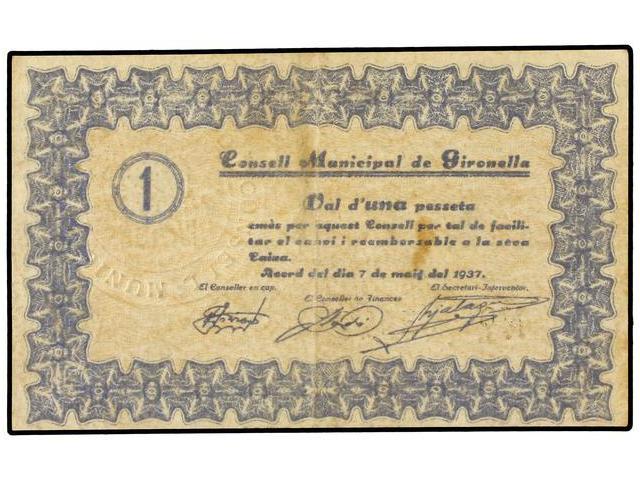 1
Consell Municipal de Gironella
Val d'una pesseta
emès per aquest Consell per tal de facili-
tar el canvi i reemborsable a la seva
Caixa.
Acord del dia 7 de maig del 1937.
El Conseller en cap,
El Conseller de Finances
El Secretari-Interventor,
MUNI